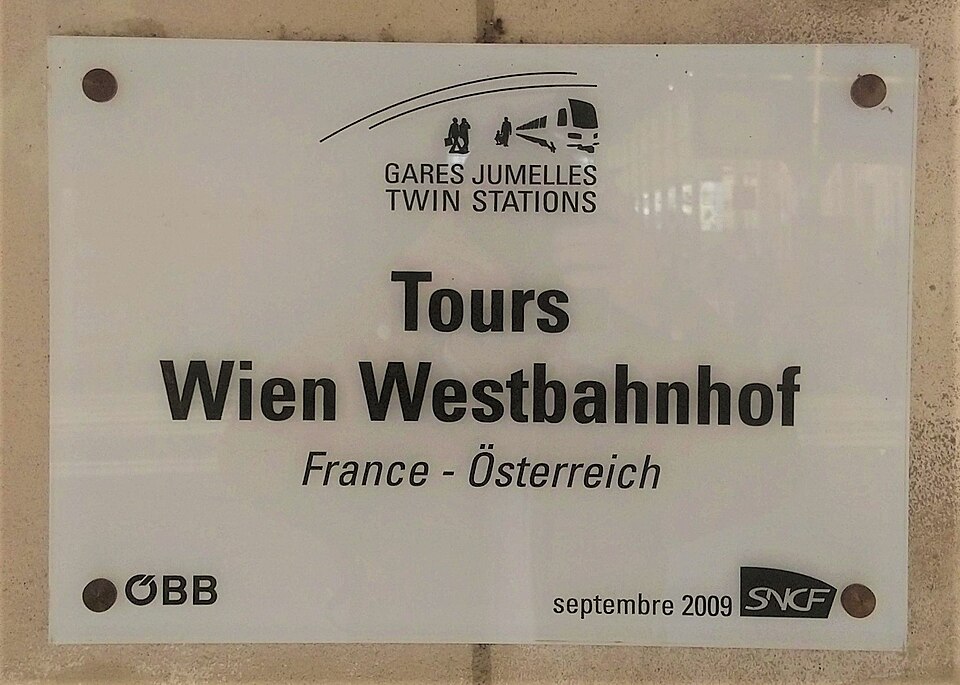 GARES JUMELLES
TWIN STATIONS
Tours
Wien Westbahnhof
France - Österreich
ÖBB
septembre 2009 SNCF